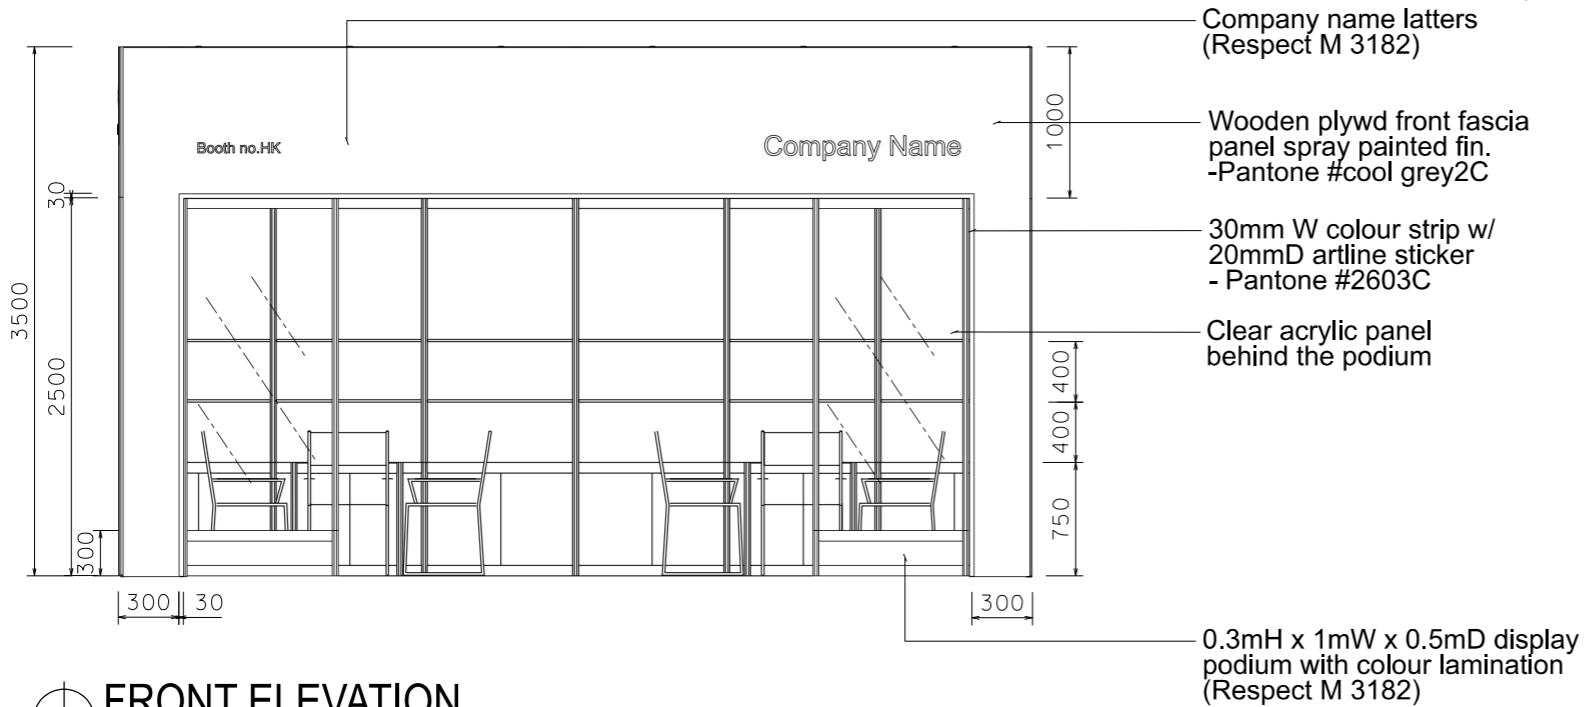 Company name latters
(Respect M 3182)
Wooden plywd front fascia
panel spray painted fin.
-Pantone #cool grey2C
30mm W colour strip w/
20mmD artline sticker
- Pantone #2603C
Clear acrylic panel
behind the podium
0.3mH x 1mW x 0.5mD display
podium with colour lamination
(Respect M 3182)
Booth no.HK
Company Name
3500
30
2500
300
300
30
1000
400
400
750
300
FRONT ELEVATION